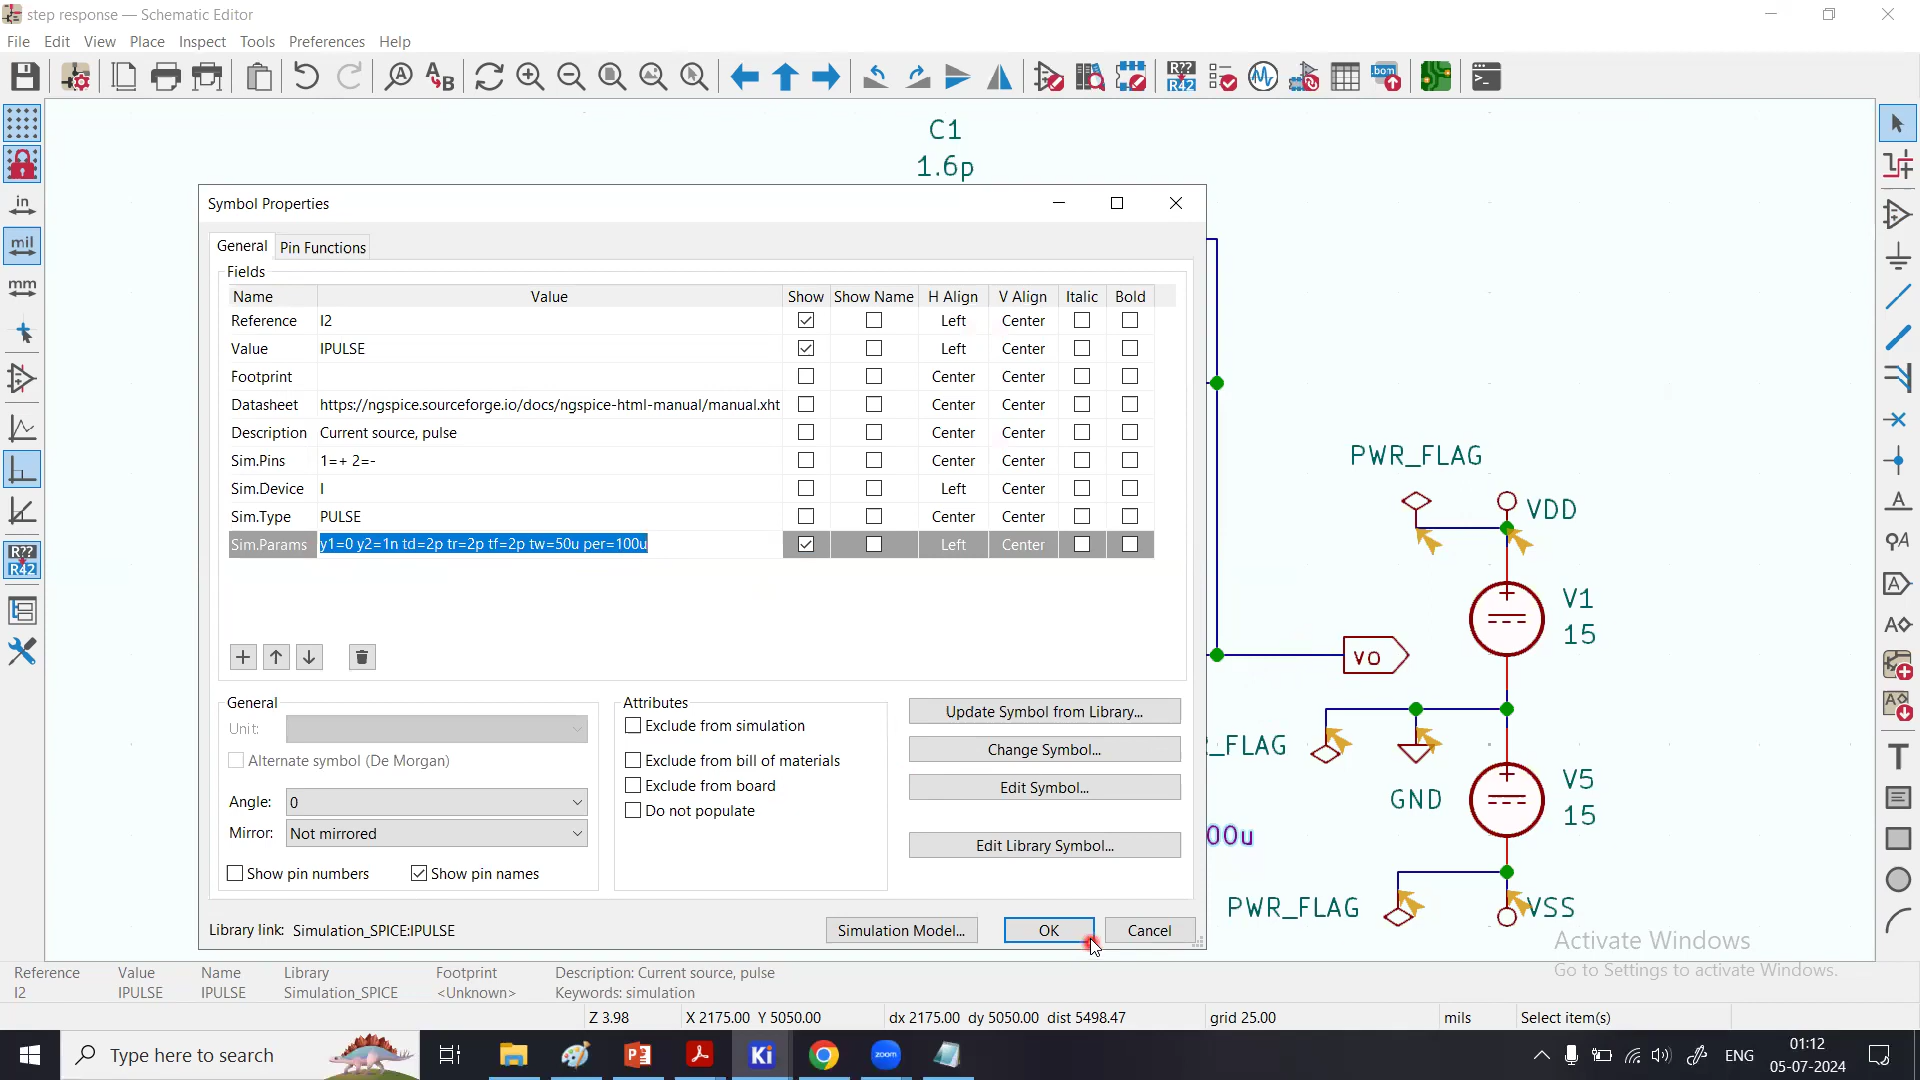 step response — Schematic Editor
File Edit View Place Inspect Tools Preferences Help
A B R?? R42 bom
C1
1.6p
Symbol Properties
General Pin Functions
Fields
Name Value Show Show Name H Align V Align Italic Bold
Reference I2 Left Center
Value IPULSE Left Center
Footprint Center Center
Datasheet https://ngspice.sourceforge.io/docs/ngspice-html-manual/manual.xht Center Center
Description Current source, pulse Center Center
Sim.Pins 1=+ 2=- Center Center
Sim.Device I Left Center
Sim.Type PULSE Center Center
Sim.Params y1=0 y2=1n td=2p tr=2p tf=2p tw=50u per=100u Left Center
General
Unit:
Alternate symbol (De Morgan)
Angle: 0
Mirror: Not mirrored
Show pin numbers Show pin names
Attributes
Exclude from simulation
Exclude from bill of materials
Exclude from board
Do not populate
Update Symbol from Library...
Change Symbol...
Edit Symbol...
Edit Library Symbol...
Library link: Simulation_SPICE:IPULSE
Simulation Model... OK Cancel
in
mil
mm
R??
R42
PWR_FLAG
VDD
V1
15
VO
_FLAG
GND
V5
15
00u
PWR_FLAG
VSS
Activate Windows
Go to Settings to activate Windows.
Reference Value Name Library Footprint Description: Current source, pulse
I2 IPULSE IPULSE Simulation_SPICE <Unknown> Keywords: simulation
Z 3.98 X 2175.00 Y 5050.00 dx 2175.00 dy 5050.00 dist 5498.47 grid 25.00 mils Select item(s)
Type here to search
Ki
zoom
ENG
01:12
05-07-2024